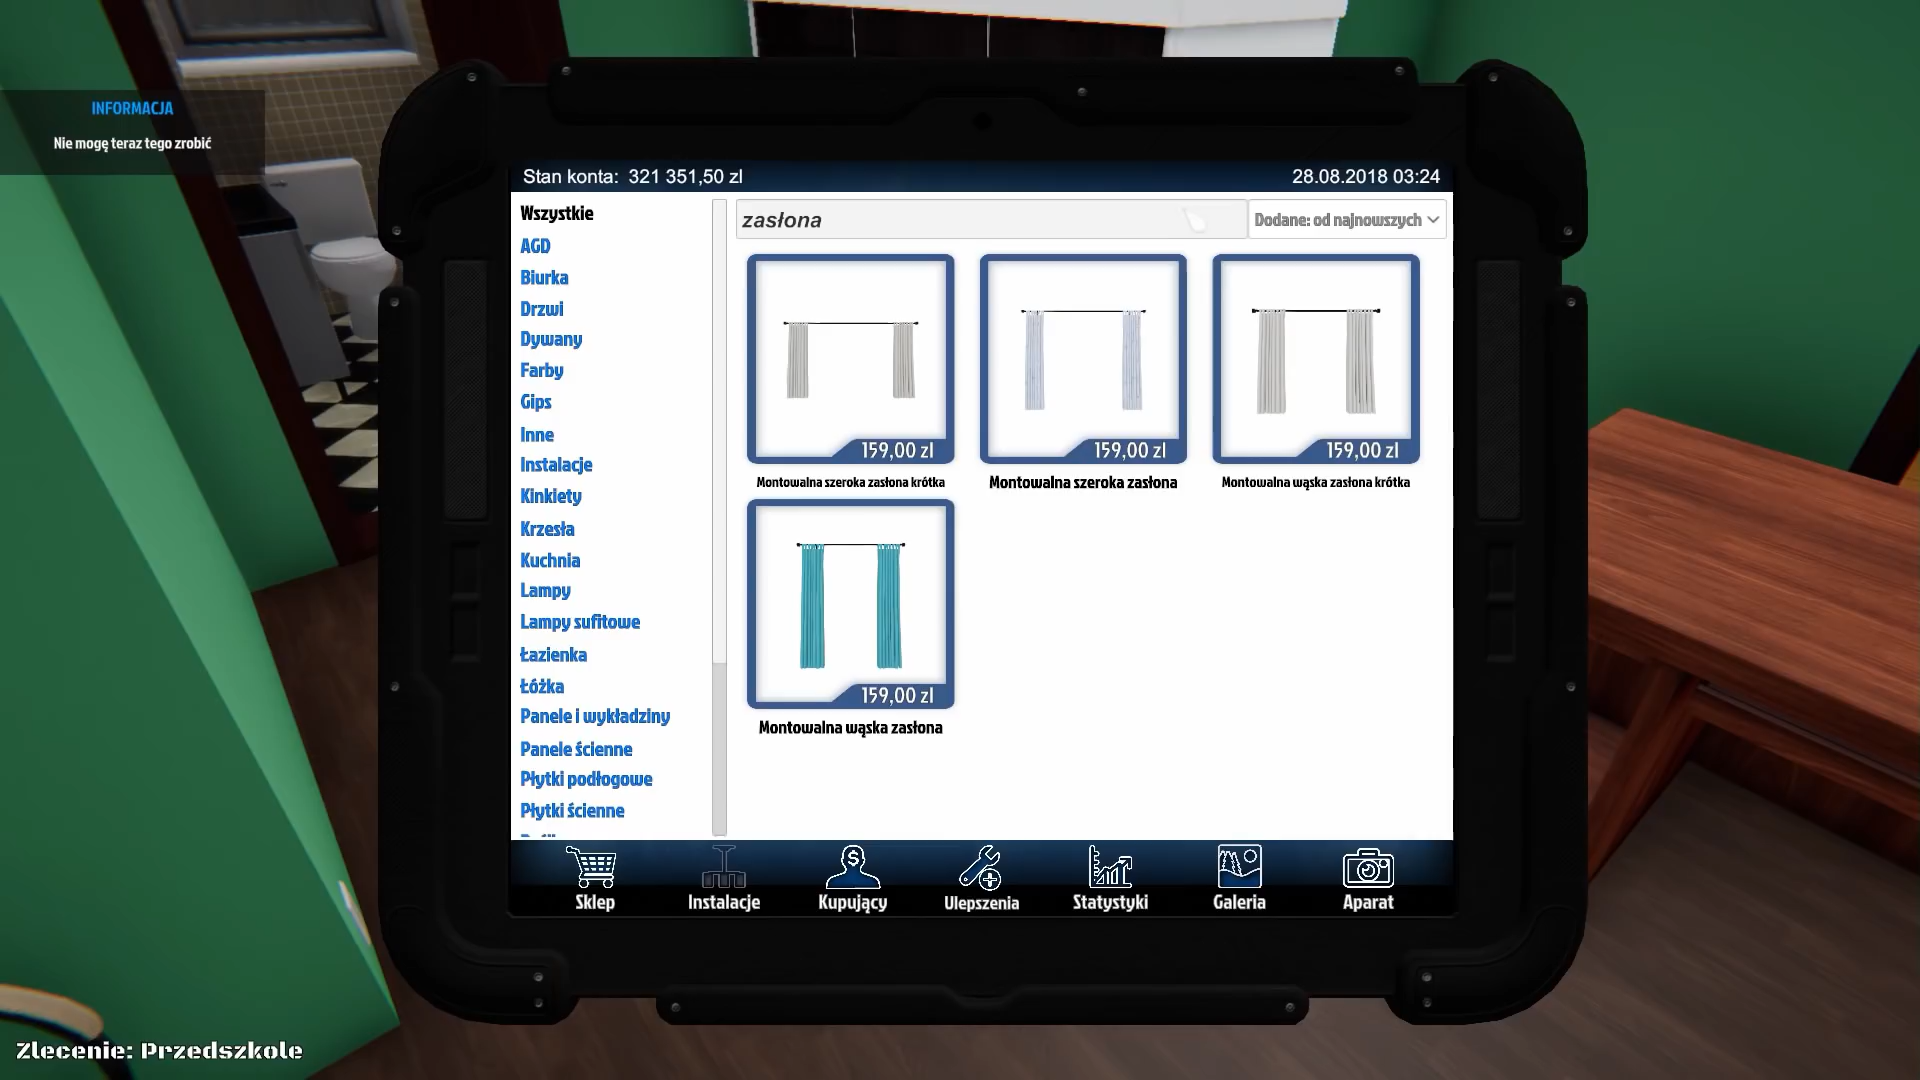 INFORMACJA
Nie mogę teraz tego zrobić
Stan konta: 321 351,50 zl
28.08.2018 03:24
Wszystkie
AGD
Biurka
Drzwi
Dywany
Farby
Gips
Inne
Instalacje
Kinkiety
Krzesła
Kuchnia
Lampy
Lampy sufitowe
Łazienka
Łóżka
Panele i wykładziny
Panele ścienne
Płytki podłogowe
Płytki ścienne
zasłona
Dodane: od najnowszych
159,00 zl
159,00 zl
159,00 zl
Montowalna szeroka zasłona krótka
Montowalna szeroka zasłona
Montowalna wąska zasłona krótka
159,00 zl
Montowalna wąska zasłona
Sklep
Instalacje
Kupujący
Ulepszenia
Statystyki
Galeria
Aparat
Zlecenie: Przedszkole